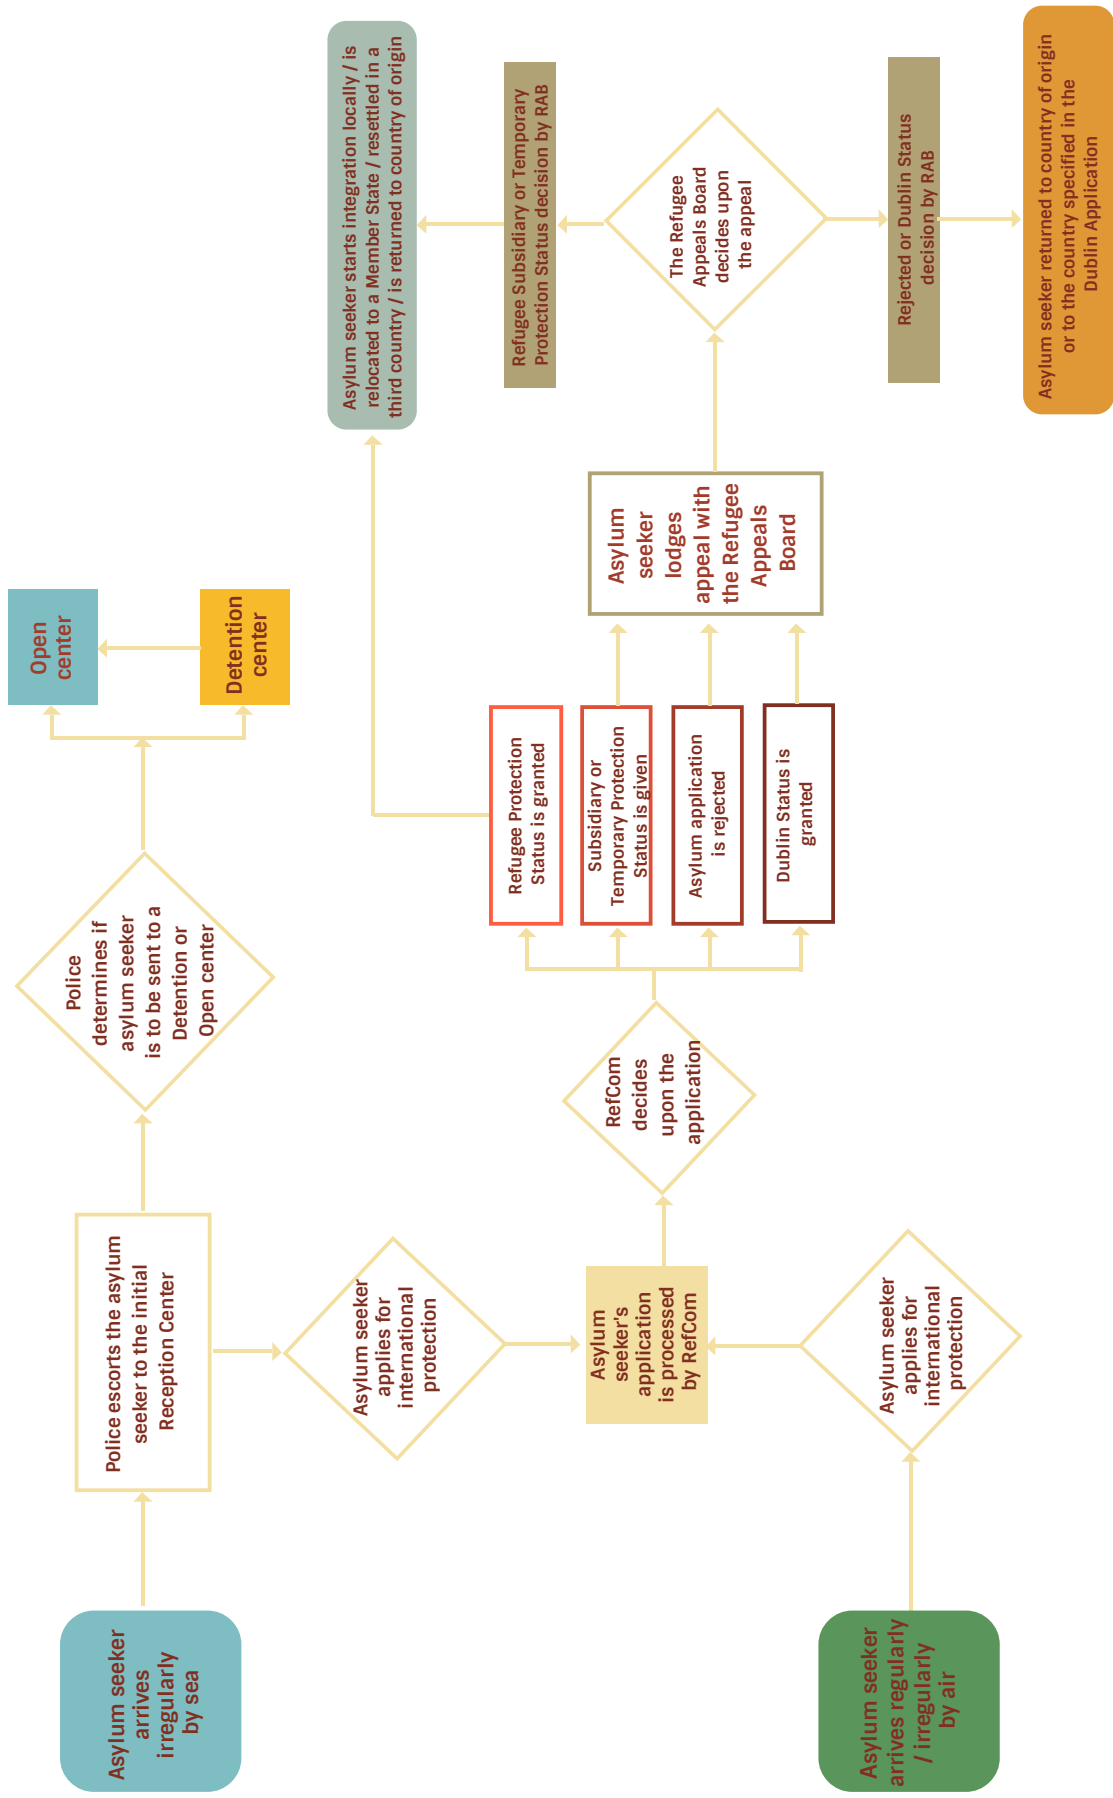 Asylum seeker
arrives
irregularly
by sea
Police escorts the asylum
seeker to the initial
Reception Center
Police
determines if
asylum seeker
is to be sent to a
Detention or
Open center
Open
center
Detention
center
Asylum seeker
applies for
international
protection
Asylum seeker
arrives regularly
/ irregularly
by air
Asylum seeker
applies for
international
protection
Asylum
seeker's
application
is processed
by RefCom
RefCom
decides
upon the
application
Refugee Protection
Status is granted
Subsidiary or
Temporary Protection
Status is given
Asylum application
is rejected
Dublin Status is
granted
Asylum
seeker
lodges
appeal with
the Refugee
Appeals
Board
The Refugee
Appeals Board
decides upon
the appeal
Refugee Subsidiary or Temporary
Protection Status decision by RAB
Asylum seeker starts integration locally / is
relocated to a Member State / resettled in a
third country / is returned to country of origin
Rejected or Dublin Status
decision by RAB
Asylum seeker returned to country of origin
or to the country specified in the
Dublin Application